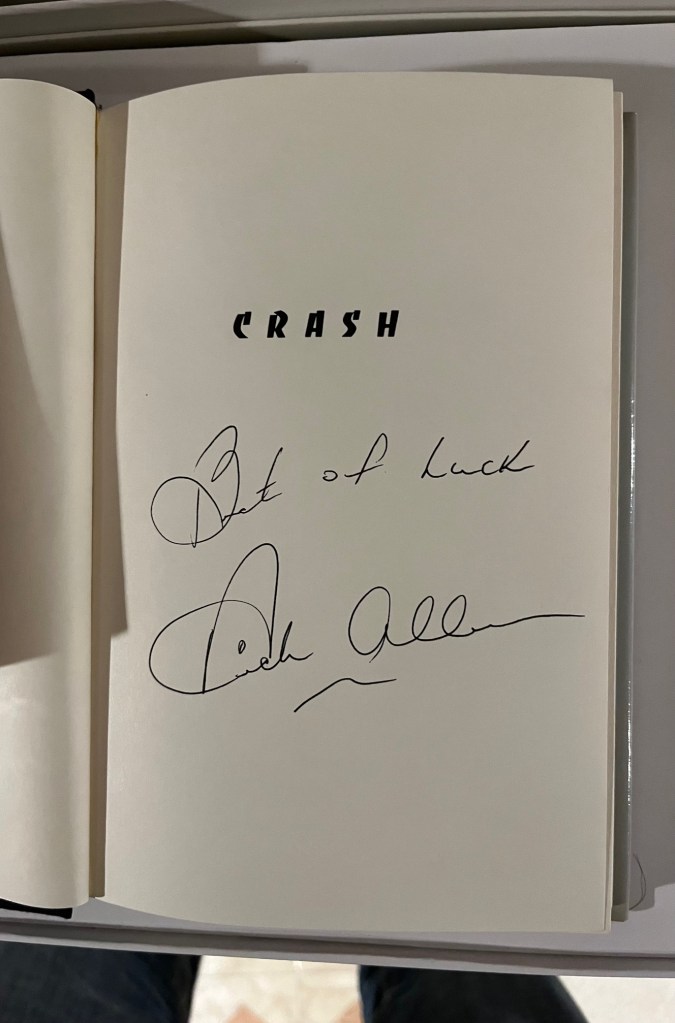 CRASH
Best of Luck
Dick Allen